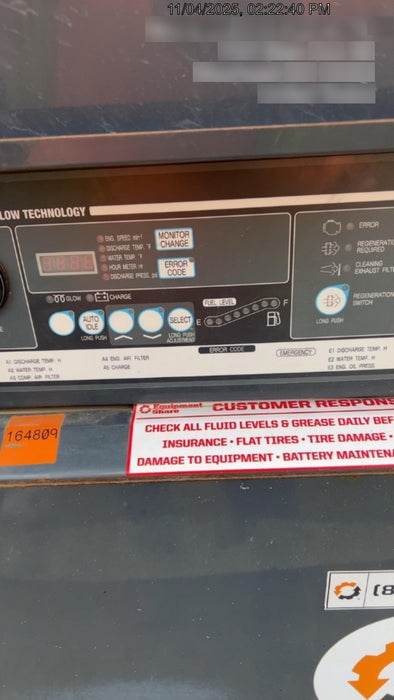 11/04/2025, 02:22:40 PM
LOW TECHNOLOGY
ENG. SPEED min-1
DISCHARGE TEMP. °F
WATER TEMP. °F
HOUR METER H
DISCHARGE PRESS. psi
MONITOR CHANGE
ERROR CODE
ERROR
REGENERATION REQUIRED
CLEANING EXHAUST FILTER
REGENERATION SWITCH
LONG PUSH
GLOW
CHARGE
AUTO IDLE
SELECT
LONG PUSH
LONG PUSH
ADJUSTMENT
FUEL LEVEL
E
F
ERROR CODE
EMERGENCY
A1 DISCHARGE TEMP. H
A2 WATER TEMP. H
A3 COMP. AIR FILTER
A4 ENG. AIR FILTER
A5 CHARGE
E1 DISCHARGE TEMP. H
E2 WATER TEMP. H
E3 ENG. OIL PRESS
164809
Equipment Share
CUSTOMER RESPONS
CHECK ALL FLUID LEVELS & GREASE DAILY BEF
INSURANCE • FLAT TIRES • TIRE DAMAGE •
DAMAGE TO EQUIPMENT • BATTERY MAINTENA
(8